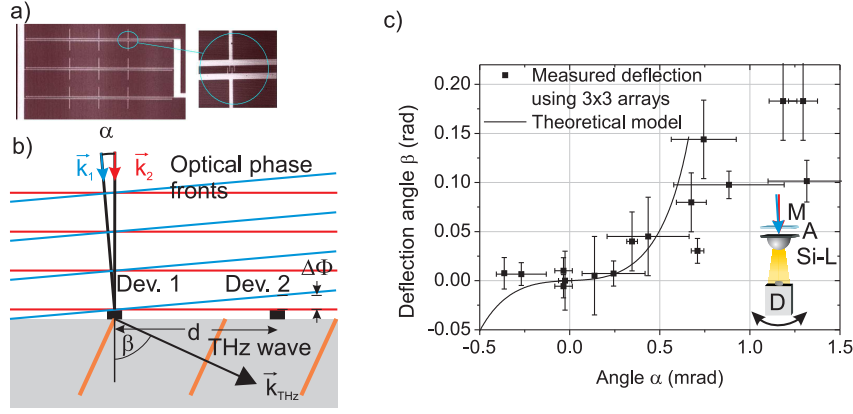 a)
b)
α
k₁ k₂
Optical phase
fronts
ΔΦ
Dev. 1 Dev. 2
d
β
THz wave
k_THz
c)
Deflection angle β (rad)
0.20
0.15
0.10
0.05
0.00
-0.05
Measured deflection
using 3x3 arrays
Theoretical model
M
A
Si-L
D
-0.5 0.0 0.5 1.0 1.5
Angle α (mrad)